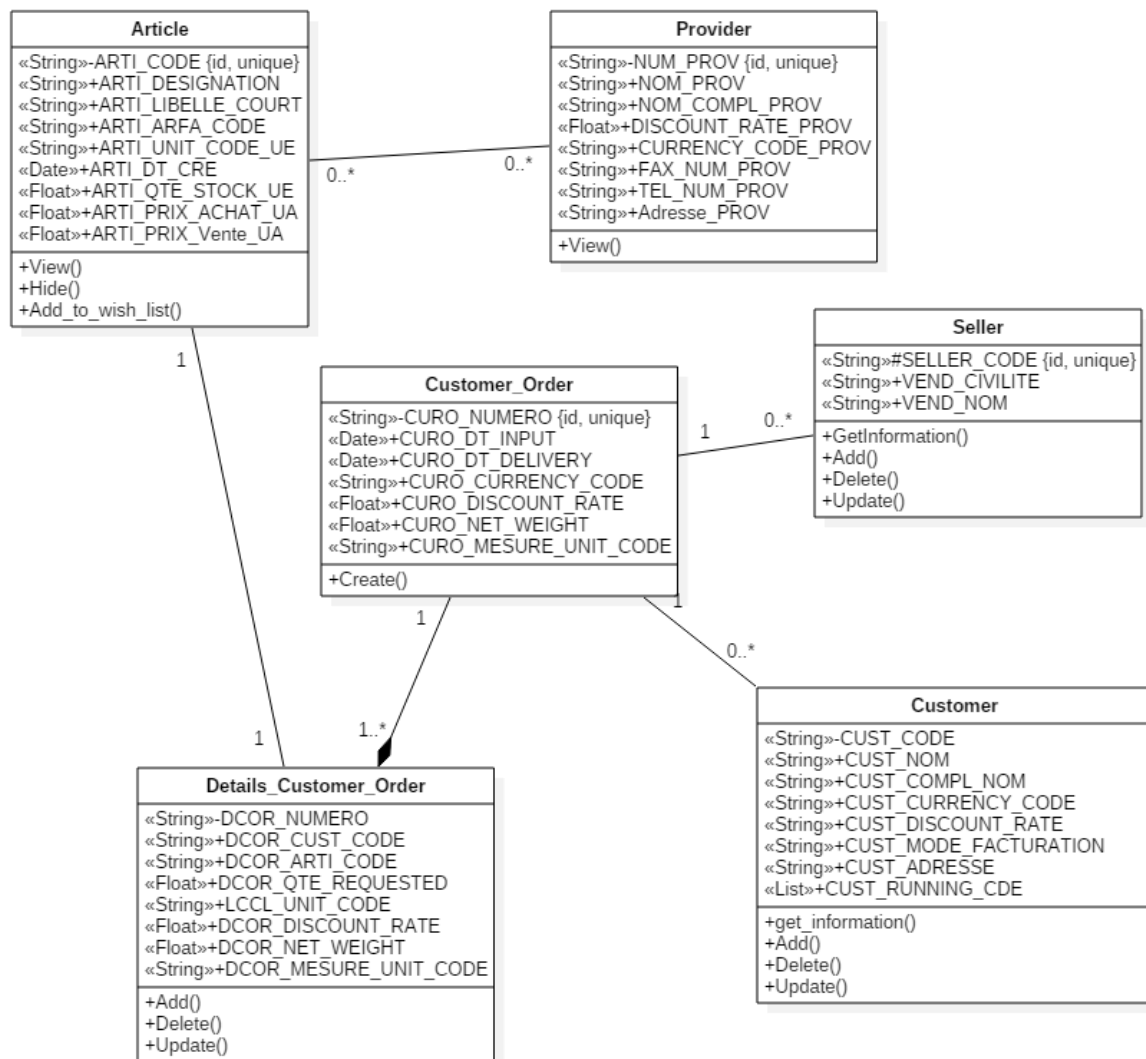 Article
«String»-ARTI_CODE {id, unique}
«String»+ARTI_DESIGNATION
«String»+ARTI_LIBELLE_COURT
«String»+ARTI_ARFA_CODE
«String»+ARTI_UNIT_CODE_UE
«Date»+ARTI_DT_CRE
«Float»+ARTI_QTE_STOCK_UE
«Float»+ARTI_PRIX_ACHAT_UA
«Float»+ARTI_PRIX_Vente_UA
+View()
+Hide()
+Add_to_wish_list()
0..*
0..*
Provider
«String»-NUM_PROV {id, unique}
«String»+NOM_PROV
«String»+NOM_COMPL_PROV
«Float»+DISCOUNT_RATE_PROV
«String»+CURRENCY_CODE_PROV
«String»+FAX_NUM_PROV
«String»+TEL_NUM_PROV
«String»+Adresse_PROV
+View()
1
1
Customer_Order
«String»-CURO_NUMERO {id, unique}
«Date»+CURO_DT_INPUT
«Date»+CURO_DT_DELIVERY
«String»+CURO_CURRENCY_CODE
«Float»+CURO_DISCOUNT_RATE
«Float»+CURO_NET_WEIGHT
«String»+CURO_MESURE_UNIT_CODE
+Create()
1
0..*
Seller
«String»#SELLER_CODE {id, unique}
«String»+VEND_CIVILITE
«String»+VEND_NOM
+GetInformation()
+Add()
+Delete()
+Update()
1
1..*
1
0..*
Details_Customer_Order
«String»-DCOR_NUMERO
«String»+DCOR_CUST_CODE
«String»+DCOR_ARTI_CODE
«Float»+DCOR_QTE_REQUESTED
«String»+LCCL_UNIT_CODE
«Float»+DCOR_DISCOUNT_RATE
«Float»+DCOR_NET_WEIGHT
«String»+DCOR_MESURE_UNIT_CODE
+Add()
+Delete()
+Update()
Customer
«String»-CUST_CODE
«String»+CUST_NOM
«String»+CUST_COMPL_NOM
«String»+CUST_CURRENCY_CODE
«String»+CUST_DISCOUNT_RATE
«String»+CUST_MODE_FACTURATION
«String»+CUST_ADRESSE
«List»+CUST_RUNNING_CDE
+get_information()
+Add()
+Delete()
+Update()